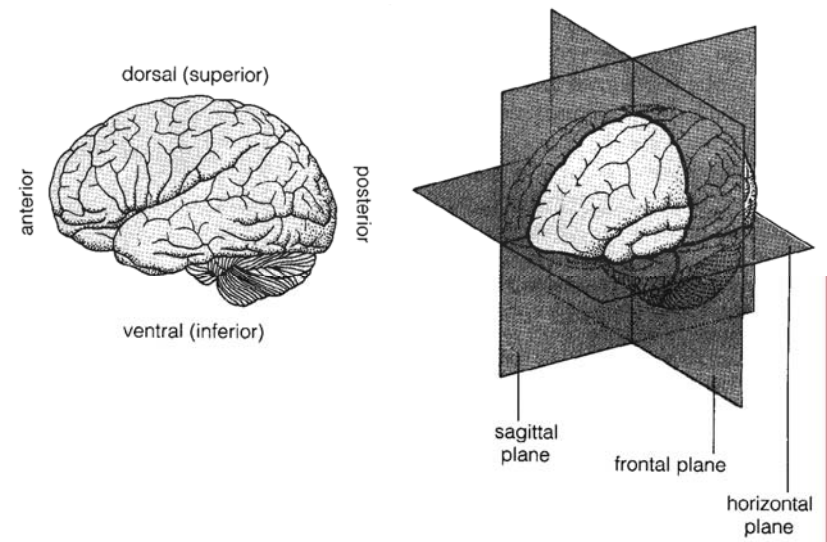 dorsal (superior)
anterior
posterior
ventral (inferior)
sagittal
plane
frontal plane
horizontal
plane